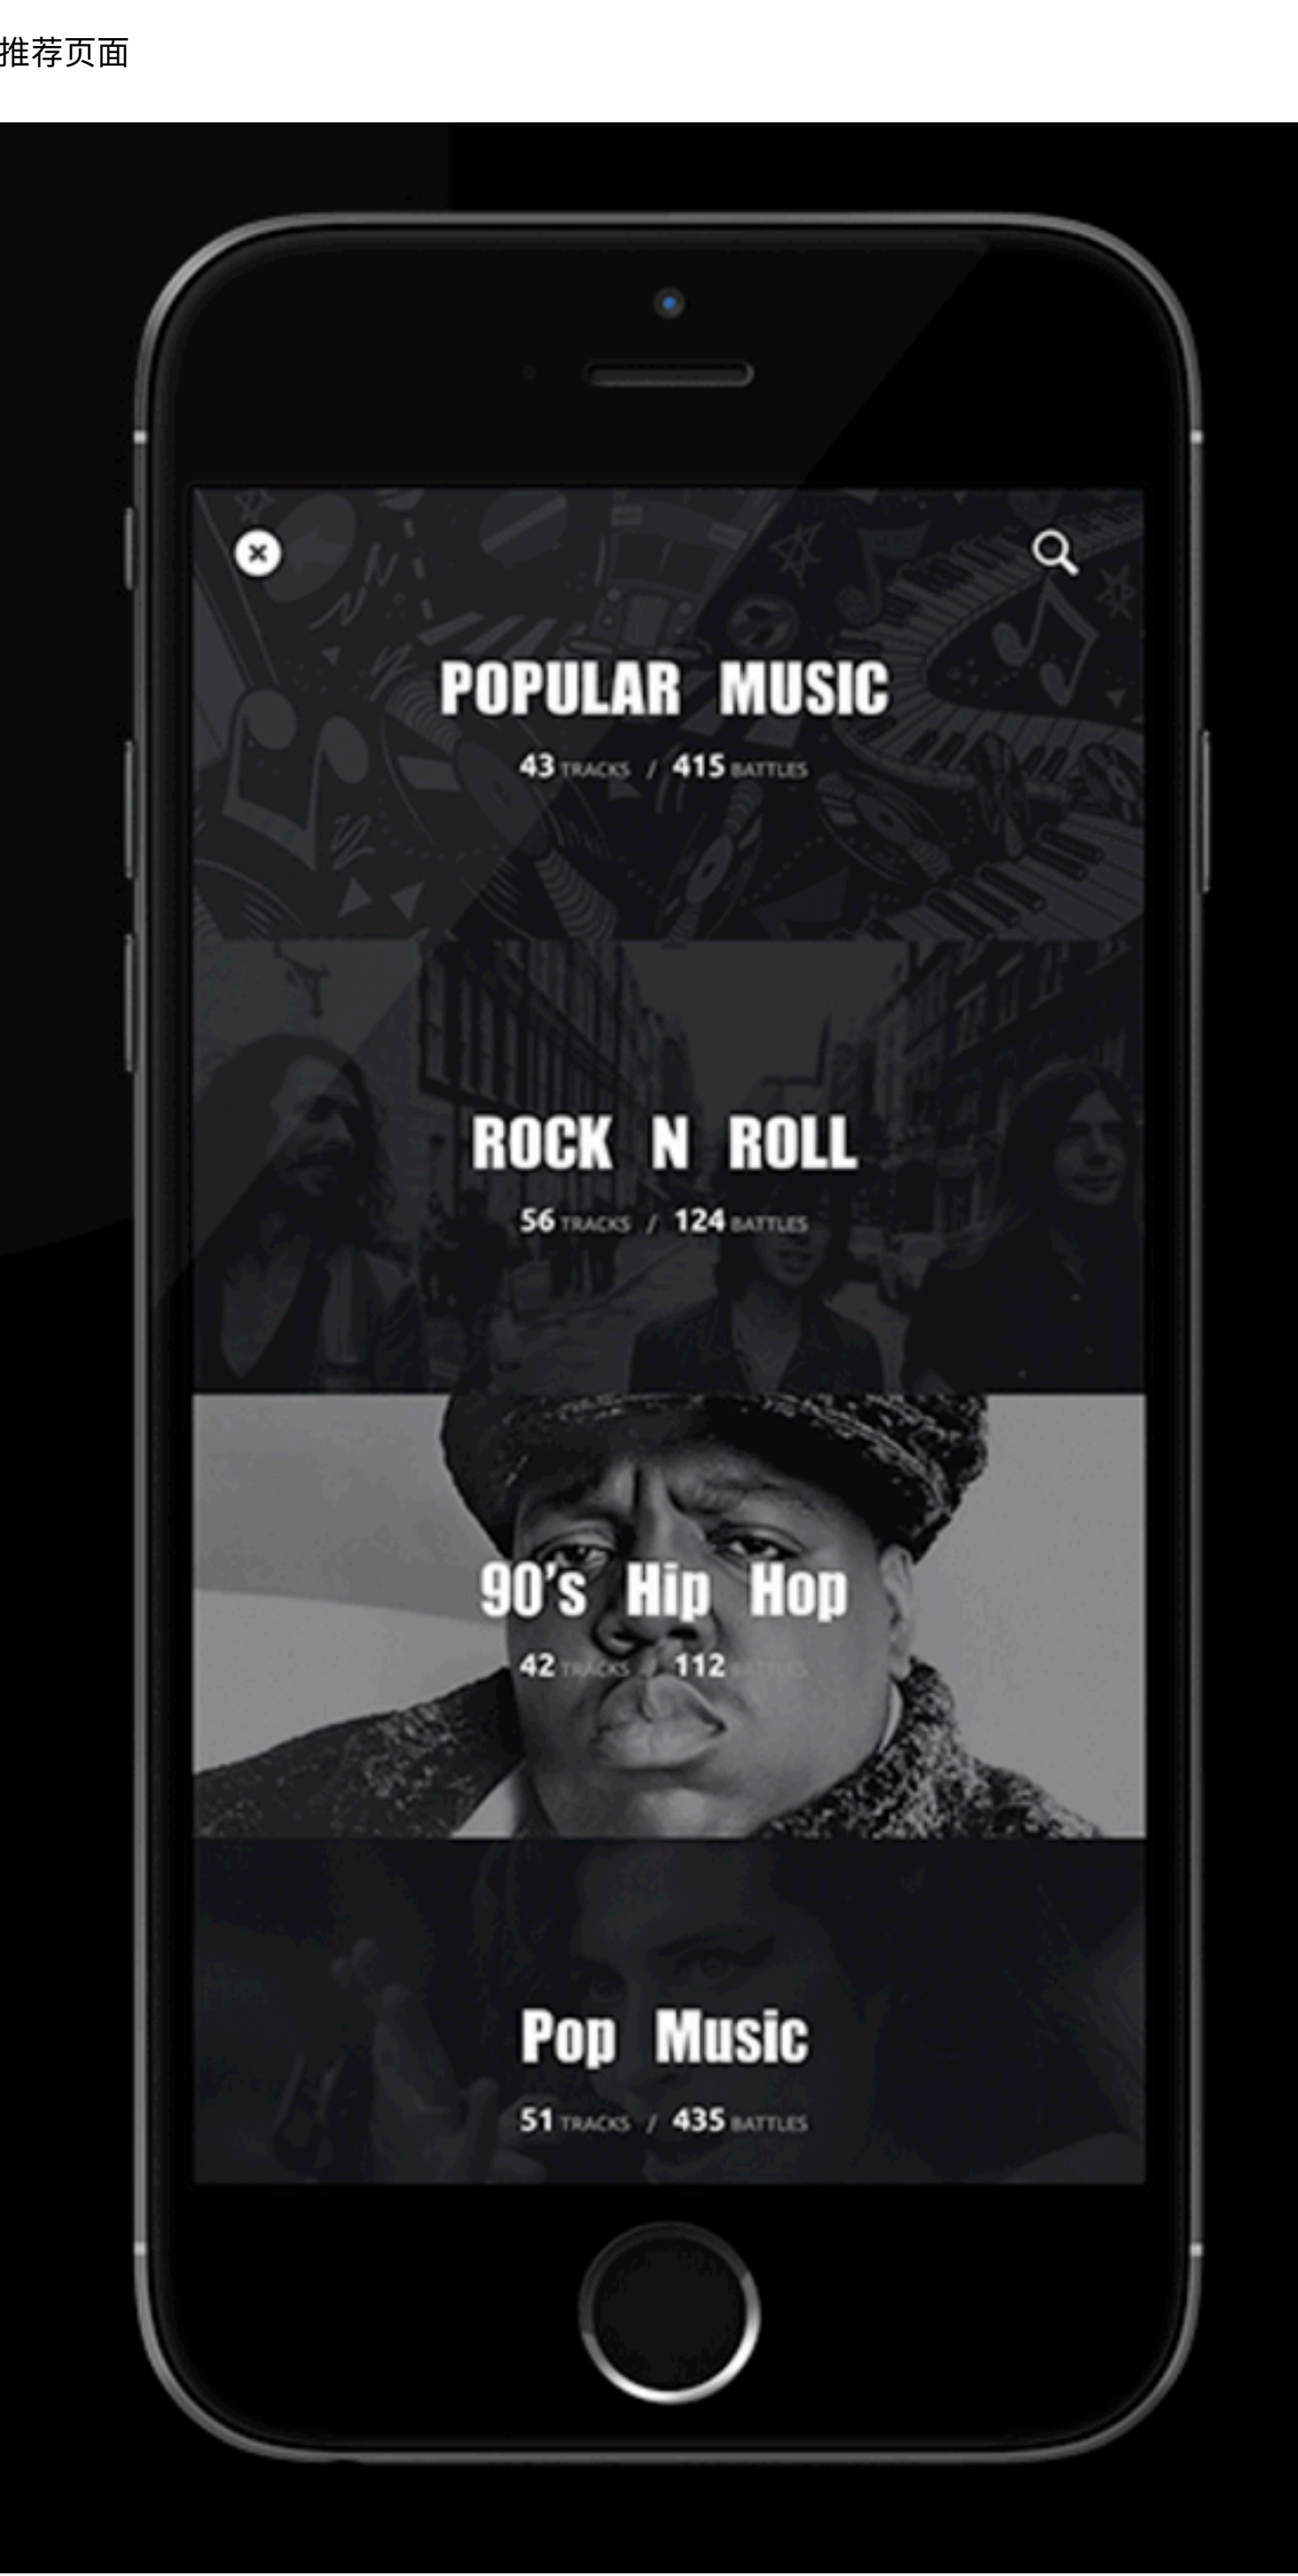 推荐页面
POPULAR MUSIC
43 TRACKS / 415 BATTLES
ROCK N ROLL
56 TRACKS / 124 BATTLES
90's Hip Hop
42 TRACKS / 112 BATTLES
Pop Music
51 TRACKS / 435 BATTLES